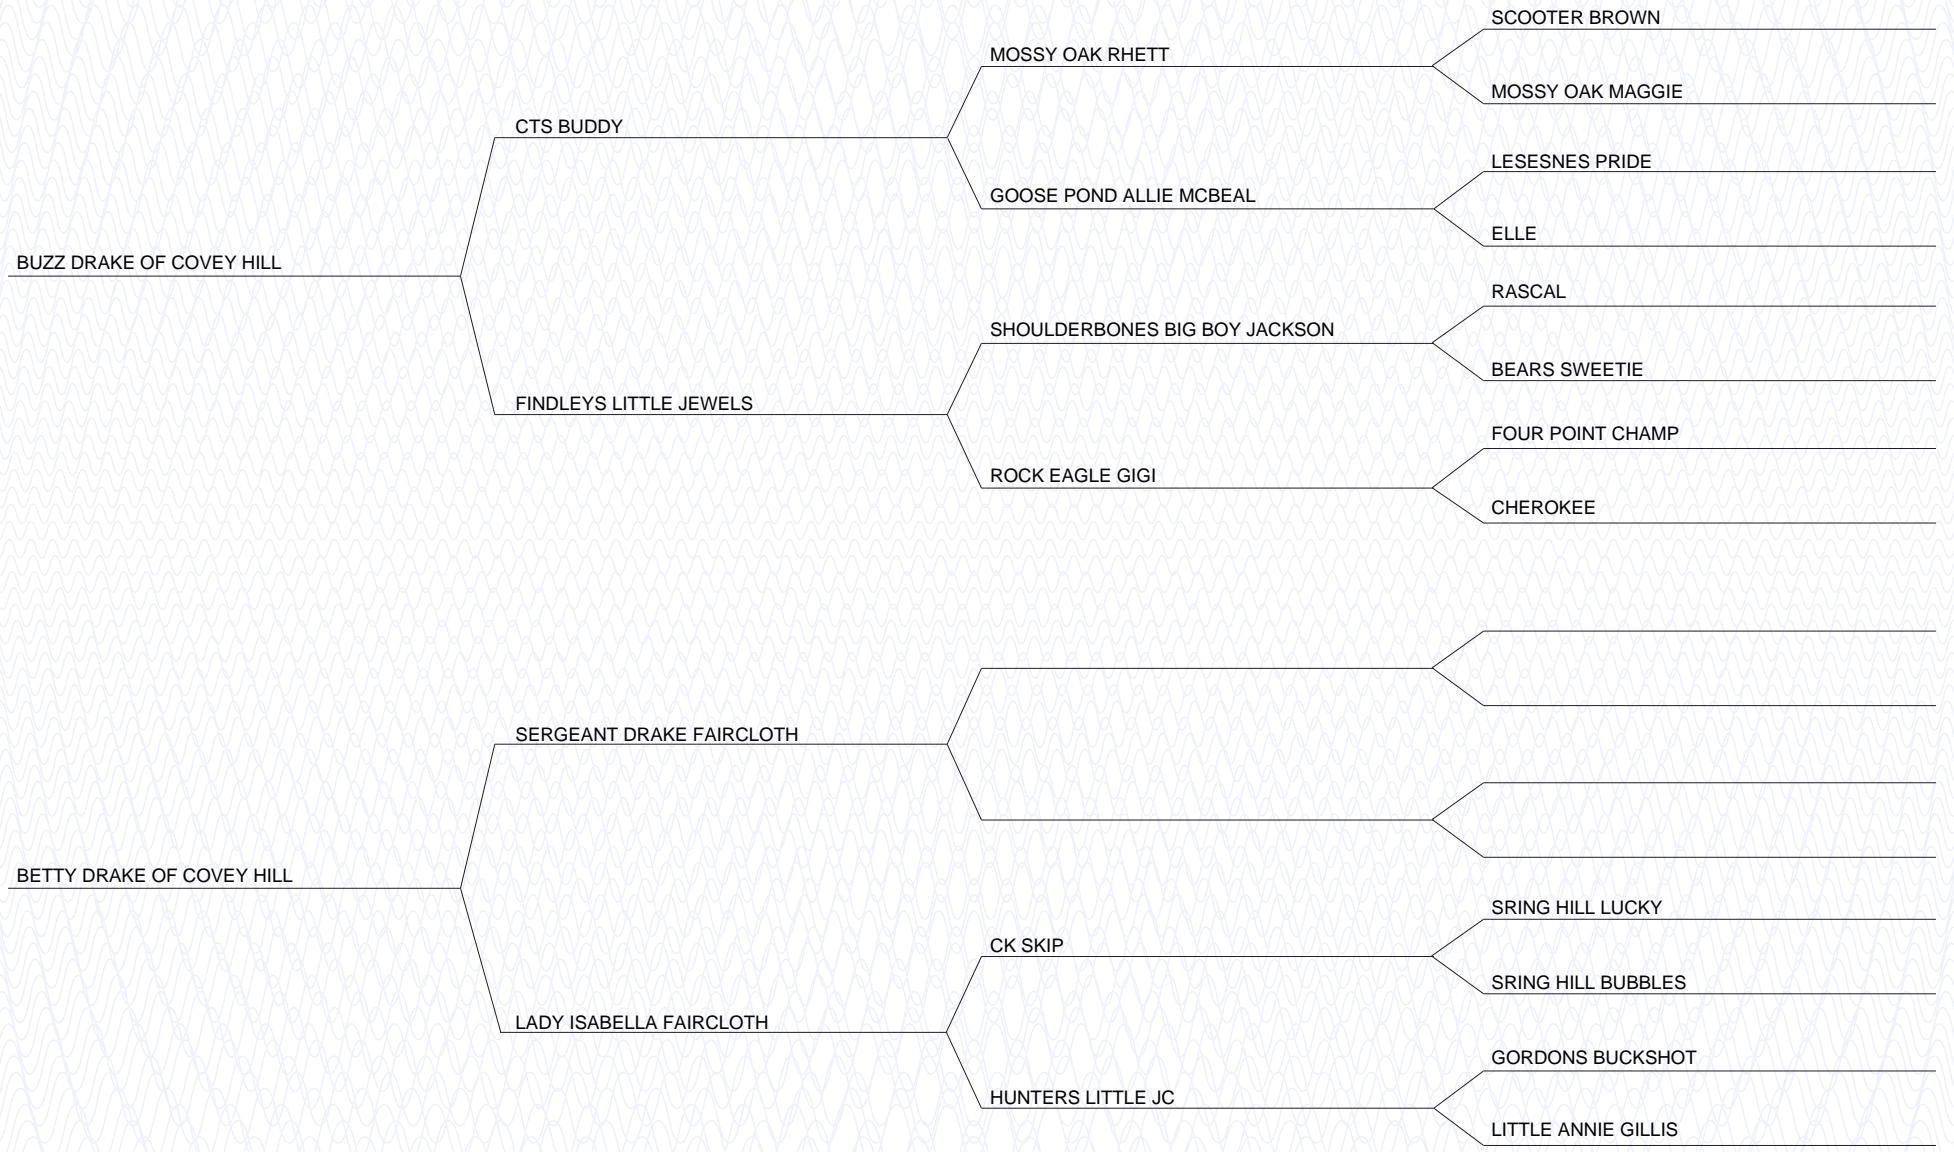 SCOOTER BROWN
MOSSY OAK RHETT
MOSSY OAK MAGGIE
CTS BUDDY
LESESNES PRIDE
GOOSE POND ALLIE MCBEAL
ELLE
BUZZ DRAKE OF COVEY HILL
RASCAL
SHOULDERBONES BIG BOY JACKSON
BEARS SWEETIE
FINDLEYS LITTLE JEWELS
FOUR POINT CHAMP
ROCK EAGLE GIGI
CHEROKEE
SERGEANT DRAKE FAIRCLOTH
BETTY DRAKE OF COVEY HILL
SRING HILL LUCKY
CK SKIP
SRING HILL BUBBLES
LADY ISABELLA FAIRCLOTH
GORDONS BUCKSHOT
HUNTERS LITTLE JC
LITTLE ANNIE GILLIS